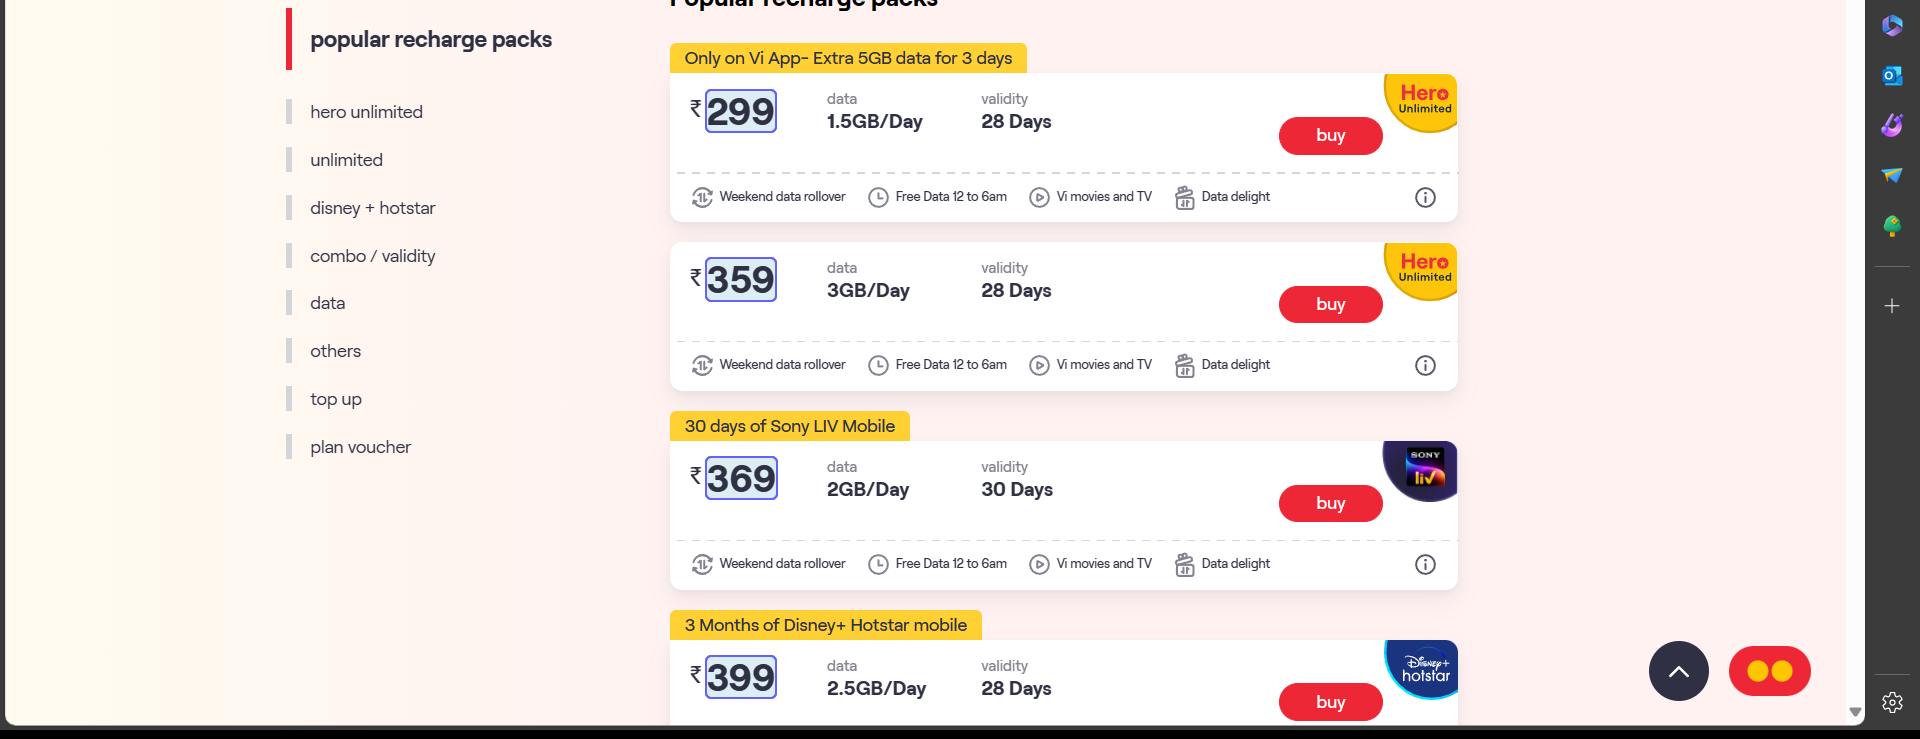 Popular recharge packs
popular recharge packs
hero unlimited
unlimited
disney + hotstar
combo / validity
data
others
top up
plan voucher
Only on Vi App- Extra 5GB data for 3 days
₹ 299
data
1.5GB/Day
validity
28 Days
buy
Hero
Unlimited
Weekend data rollover
Free Data 12 to 6am
Vi movies and TV
Data delight
₹ 359
data
3GB/Day
validity
28 Days
buy
Hero
Unlimited
Weekend data rollover
Free Data 12 to 6am
Vi movies and TV
Data delight
30 days of Sony LIV Mobile
₹ 369
data
2GB/Day
validity
30 Days
buy
SONY
liv
Weekend data rollover
Free Data 12 to 6am
Vi movies and TV
Data delight
3 Months of Disney+ Hotstar mobile
₹ 399
data
2.5GB/Day
validity
28 Days
buy
Disney+
hotstar